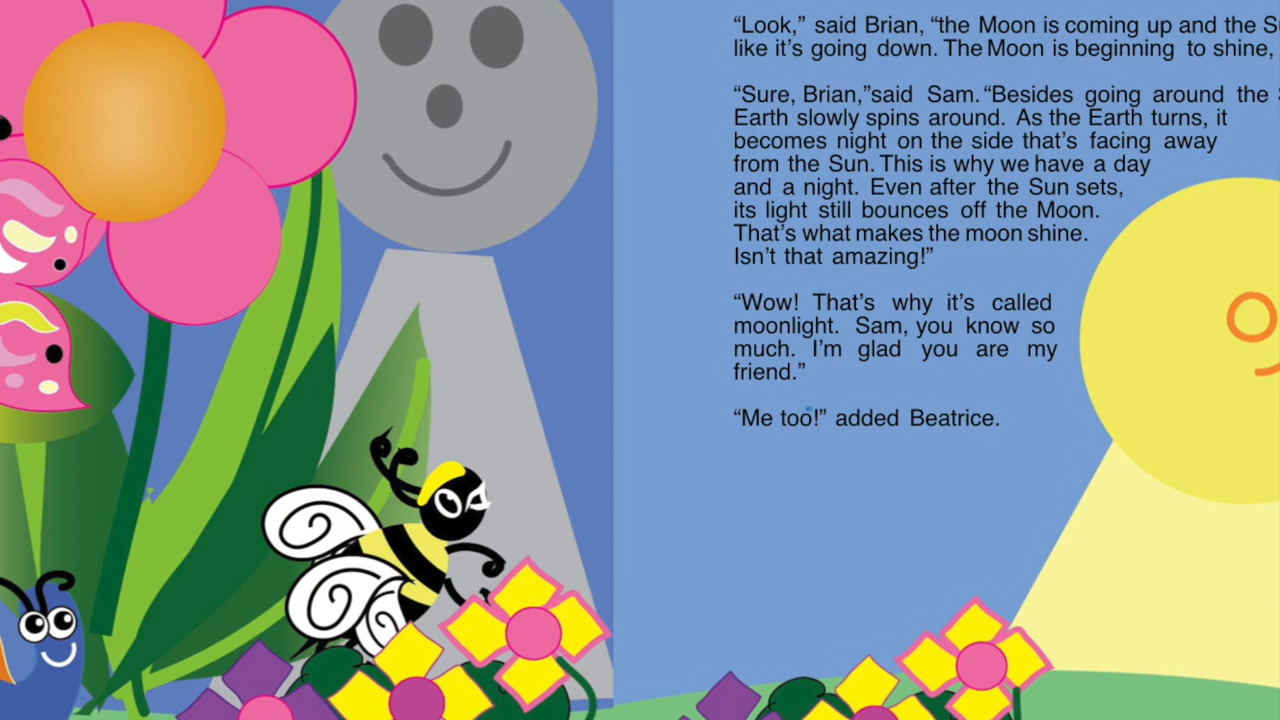 “Look,” said Brian, “the Moon is coming up and the
like it’s going down. The Moon is beginning to shine,
“Sure, Brian,”said Sam. “Besides going around the
Earth slowly spins around. As the Earth turns, it
becomes night on the side that’s facing away
from the Sun. This is why we have a day
and a night. Even after the Sun sets,
its light still bounces off the Moon.
That’s what makes the moon shine.
Isn’t that amazing!”
“Wow! That’s why it’s called
moonlight. Sam, you know so
much. I’m glad you are my
friend.”
“Me too!” added Beatrice.